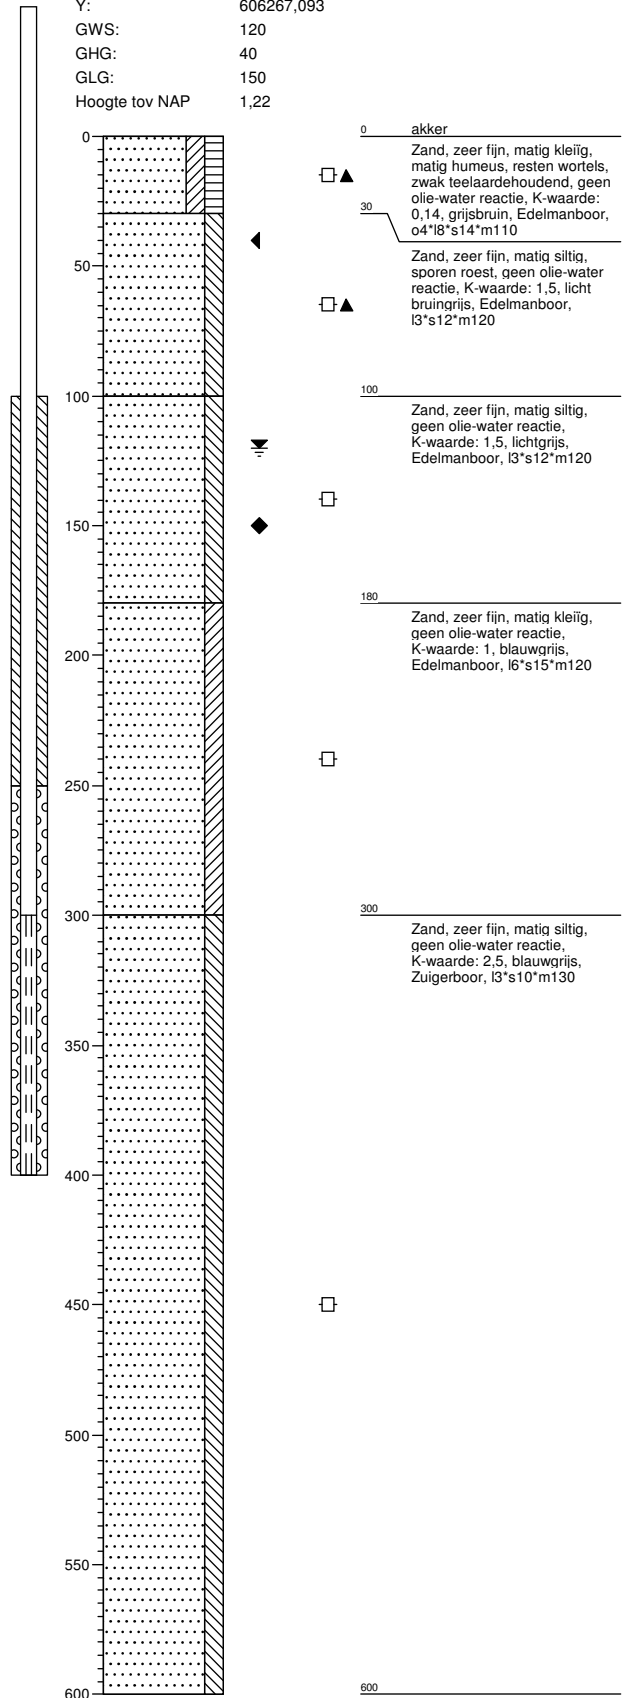 Y: 606267,093
GWS: 120
GHG: 40
GLG: 150
Hoogte tov NAP 1,22
0
50
100
150
200
250
300
350
400
450
500
550
600
0 akker
Zand, zeer fijn, matig kleiïg,
matig humeus, resten wortels,
zwak teelaardehoudend, geen
olie-water reactie, K-waarde:
0,14, grijsbruin, Edelmanboor,
o4*l8*s14*m110
30
Zand, zeer fijn, matig siltig,
sporen roest, geen olie-water
reactie, K-waarde: 1,5, licht
bruingrijs, Edelmanboor,
l3*s12*m120
100
Zand, zeer fijn, matig siltig,
geen olie-water reactie,
K-waarde: 1,5, lichtgrijs,
Edelmanboor, l3*s12*m120
180
Zand, zeer fijn, matig kleiïg,
geen olie-water reactie,
K-waarde: 1, blauwgrijs,
Edelmanboor, l6*s15*m120
300
Zand, zeer fijn, matig siltig,
geen olie-water reactie,
K-waarde: 2,5, blauwgrijs,
Zuigerboor, l3*s10*m130
600